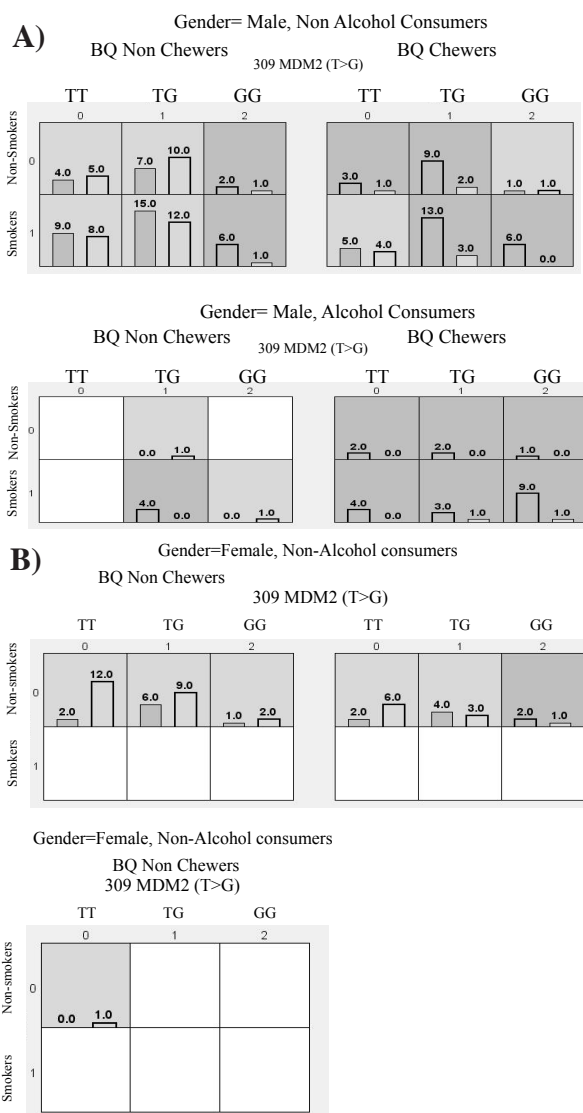 A)
Gender= Male, Non Alcohol Consumers
BQ Non Chewers BQ Chewers
309 MDM2 (T>G)
TT TG GG TT TG GG
0 1 2 0 1 2
Non-Smokers 0 4.0 5.0 7.0 10.0 2.0 1.0 3.0 1.0 9.0 2.0 1.0 1.0
Smokers 1 9.0 8.0 15.0 12.0 6.0 1.0 5.0 4.0 13.0 3.0 6.0 0.0
Gender= Male, Alcohol Consumers
BQ Non Chewers BQ Chewers
309 MDM2 (T>G)
TT TG GG TT TG GG
0 1 2 0 1 2
Non-Smokers 0 0.0 1.0 2.0 0.0 2.0 0.0 1.0 0.0
Smokers 1 4.0 0.0 0.0 1.0 4.0 0.0 3.0 1.0 9.0 1.0
B)
Gender=Female, Non-Alcohol consumers
BQ Non Chewers
309 MDM2 (T>G)
TT TG GG TT TG GG
0 1 2 0 1 2
Non-smokers 0 2.0 12.0 6.0 9.0 1.0 2.0 2.0 6.0 4.0 3.0 2.0 1.0
Smokers 1
Gender=Female, Non-Alcohol consumers
BQ Non Chewers
309 MDM2 (T>G)
TT TG GG
0 1 2
Non-smokers 0 0.0 1.0
Smokers 1